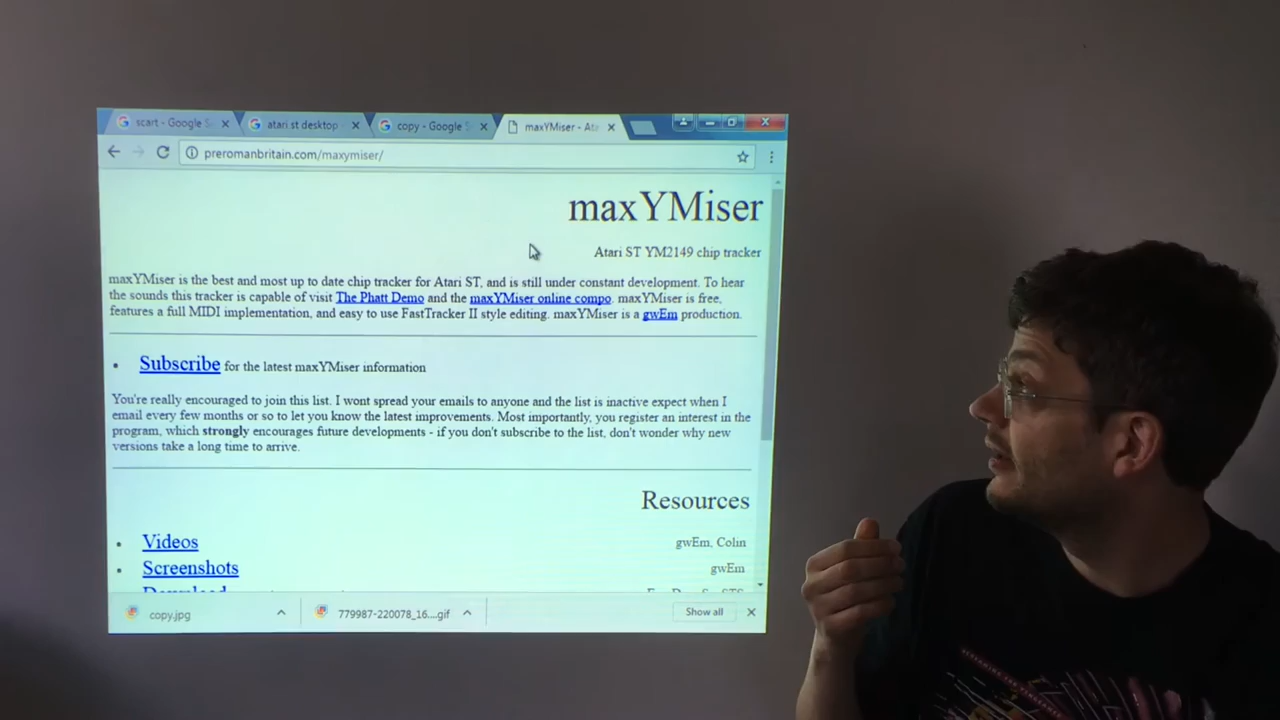 scart - Google S
atari st desktop
copy - Google S
maxYMiser - Ata
preromanbritain.com/maxymiser/
maxYMiser
Atari ST YM2149 chip tracker
maxYMiser is the best and most up to date chip tracker for Atari ST, and is still under constant development. To hear
the sounds this tracker is capable of visit The Phatt Demo and the maxYMiser online compo. maxYMiser is free,
features a full MIDI implementation, and easy to use FastTracker II style editing. maxYMiser is a gwEm production.
• Subscribe for the latest maxYMiser information
You're really encouraged to join this list. I wont spread your emails to anyone and the list is inactive expect when I
email every few months or so to let you know the latest improvements. Most importantly, you register an interest in the
program, which strongly encourages future developments - if you don't subscribe to the list, don't wonder why new
versions take a long time to arrive.
Resources
• Videos gwEm, Colin
• Screenshots gwEm
Download
copy.jpg
779987-220078_16....gif
Show all